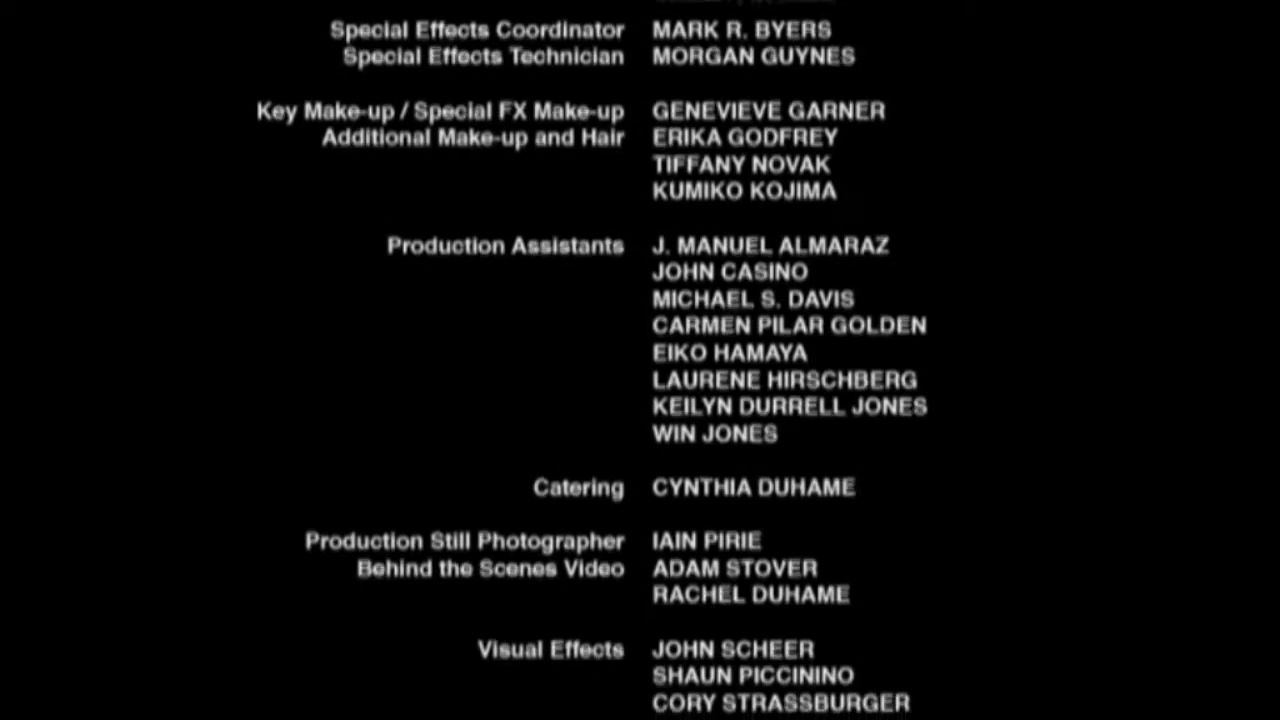 Special Effects Coordinator MARK R. BYERS
Special Effects Technician MORGAN GUYNES
Key Make-up / Special FX Make-up GENEVIEVE GARNER
Additional Make-up and Hair ERIKA GODFREY
TIFFANY NOVAK
KUMIKO KOJIMA
Production Assistants J. MANUEL ALMARAZ
JOHN CASINO
MICHAEL S. DAVIS
CARMEN PILAR GOLDEN
EIKO HAMAYA
LAURENE HIRSCHBERG
KEILYN DURRELL JONES
WIN JONES
Catering CYNTHIA DUHAME
Production Still Photographer IAIN PIRIE
Behind the Scenes Video ADAM STOVER
RACHEL DUHAME
Visual Effects JOHN SCHEER
SHAUN PICCININO
CORY STRASSBURGER